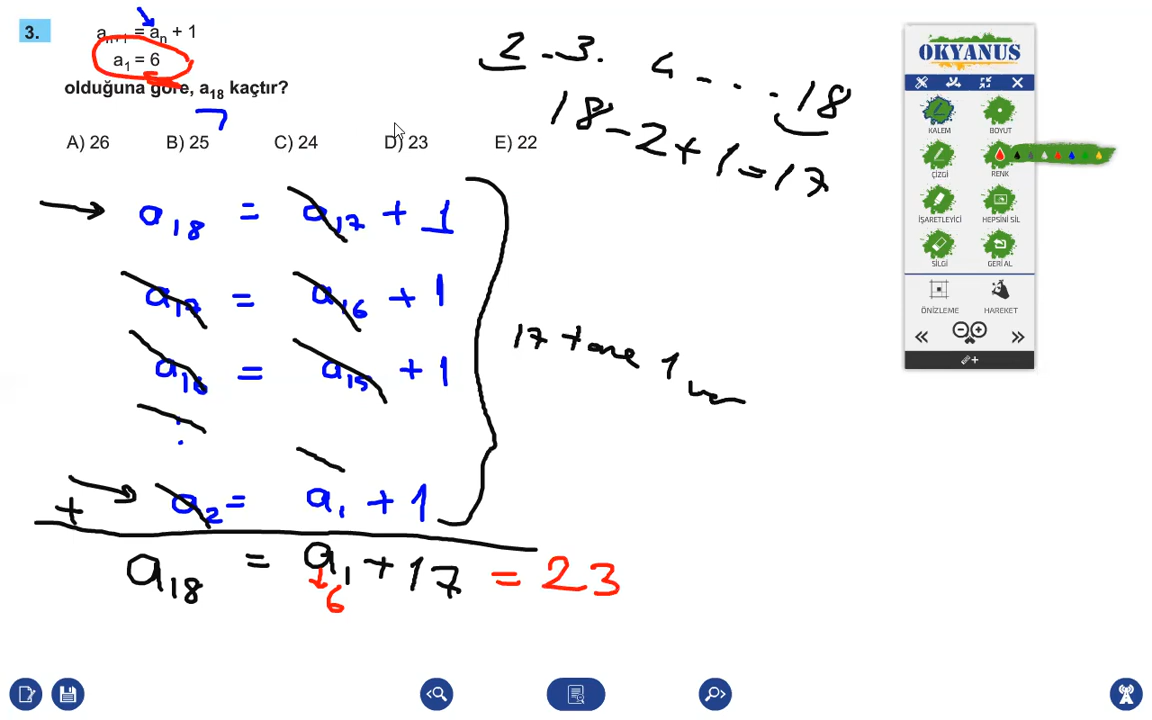 3.
aₙ₊₁ = aₙ + 1
a₁ = 6
olduğuna göre, a₁₈ kaçtır?
A) 26 B) 25 C) 24 D) 23 E) 22
2 - 3. 4 . . . . 18
18 - 2 + 1 = 17
a₁₈ = a₁₇ + 1
a₁₇ = a₁₆ + 1
a₁₆ = a₁₅ + 1
17 tane 1 var
+ a₂ = a₁ + 1
a₁₈ = a₁ + 17 = 23
6
OKYANUS
KALEM BOYUT
ÇİZGİ RENK
İŞARETLEYİCİ HEPSİNİ SİL
SİLGİ GERİ AL
ÖNİZLEME HAREKET